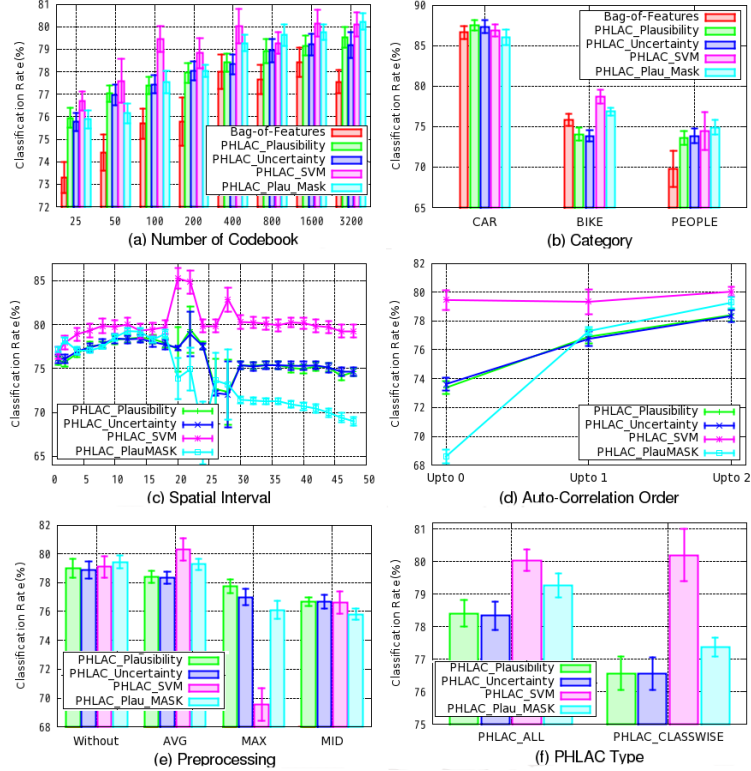 Classification Rate(%)
81
80
79
78
77
76
75
74
73
72
Bag-of-Features
PHLAC_Plausibility
PHLAC_Uncertainty
PHLAC_SVM
PHLAC_Plau_Mask
25 50 100 200 400 800 1600 3200
(a) Number of Codebook
Classification Rate(%)
90
85
80
75
70
65
Bag-of-Features
PHLAC_Plausibility
PHLAC_Uncertainty
PHLAC_SVM
PHLAC_Plau_Mask
CAR BIKE PEOPLE
(b) Category
Classification Rate(%)
85
80
75
70
65
PHLAC_Plausibility
PHLAC_Uncertainty
PHLAC_SVM
PHLAC_PlauMASK
0 5 10 15 20 25 30 35 40 45 50
(c) Spatial Interval
Classification Rate(%)
82
80
78
76
74
72
70
68
PHLAC_Plausibility
PHLAC_Uncertainty
PHLAC_SVM
PHLAC_PlauMASK
Upto 0 Upto 1 Upto 2
(d) Auto-Correlation Order
Classification Rate(%)
82
80
78
76
74
72
70
68
PHLAC_Plausibility
PHLAC_Uncertainty
PHLAC_SVM
PHLAC_Plau_MASK
Without AVG MAX MID
(e) Preprocessing
Classification Rate(%)
81
80
79
78
77
76
75
PHLAC_Plausibility
PHLAC_Uncertainty
PHLAC_SVM
PHLAC_Plau_MASK
PHLAC_ALL PHLAC_CLASSWISE
(f) PHLAC Type